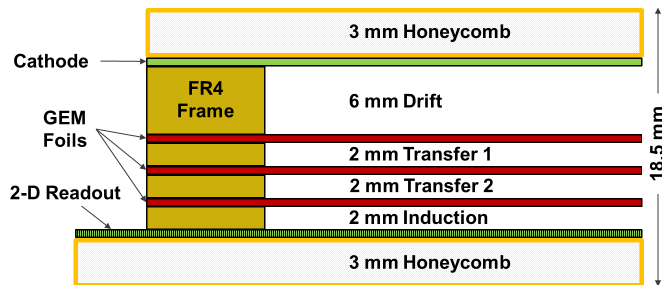 3 mm Honeycomb
Cathode
FR4
Frame
6 mm Drift
GEM
Foils
2 mm Transfer 1
2 mm Transfer 2
2-D Readout
2 mm Induction
3 mm Honeycomb
18.5 mm